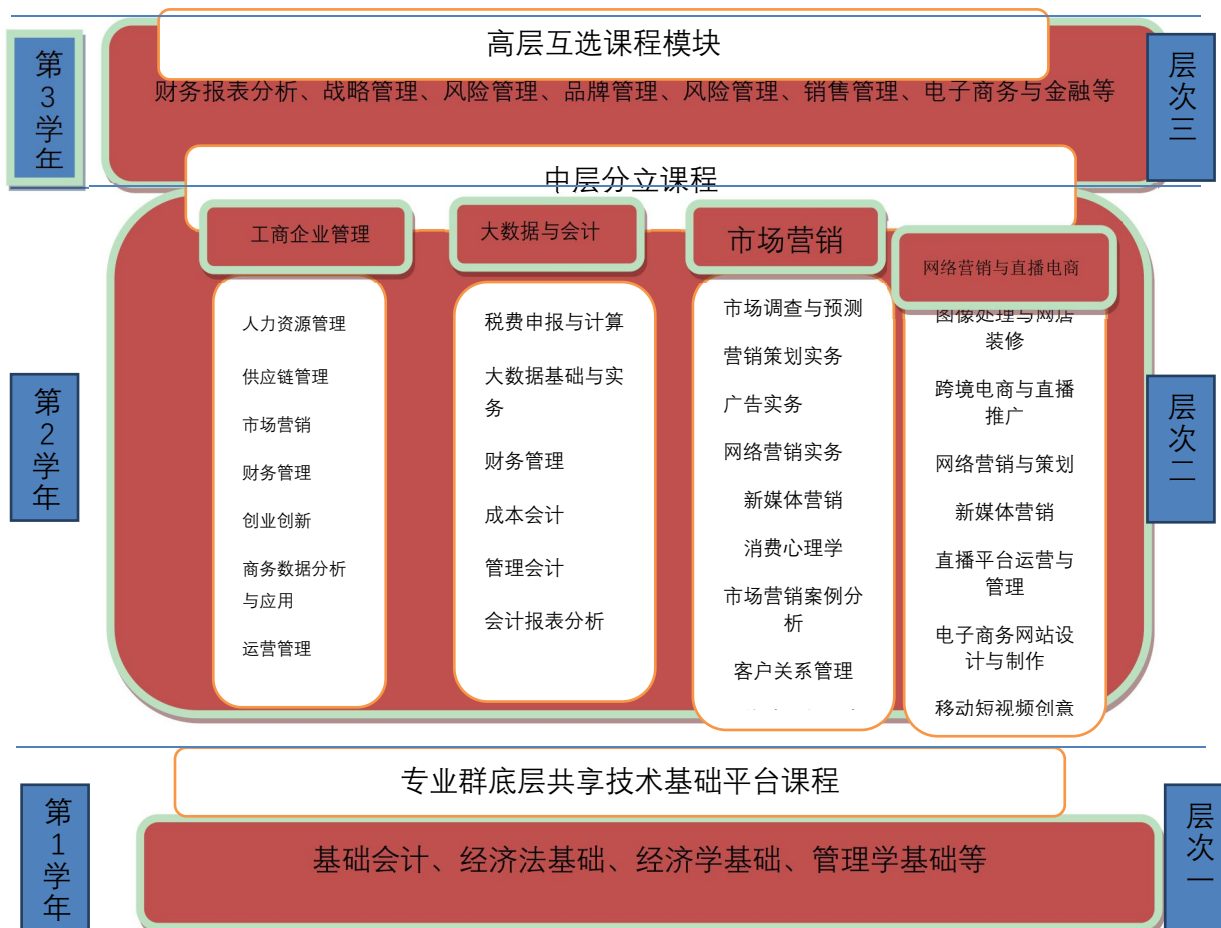 高层互选课程模块
第3学年
层次三
财务报表分析、战略管理、风险管理、品牌管理、风险管理、销售管理、电子商务与金融等
中层分立课程
第2学年
层次二
工商企业管理
人力资源管理
供应链管理
市场营销
财务管理
创业创新
商务数据分析
与应用
运营管理
大数据与会计
税费申报与计算
大数据基础与实
务
财务管理
成本会计
管理会计
会计报表分析
市场营销
市场调查与预测
营销策划实务
广告实务
网络营销实务
新媒体营销
消费心理学
市场营销案例分
析
客户关系管理
网络营销与直播电商
图像处理与网店
装修
跨境电商与直播
推广
网络营销与策划
新媒体营销
直播平台运营与
管理
电子商务网站设
计与制作
移动短视频创意
专业群底层共享技术基础平台课程
第1学年
层次一
基础会计、经济法基础、经济学基础、管理学基础等